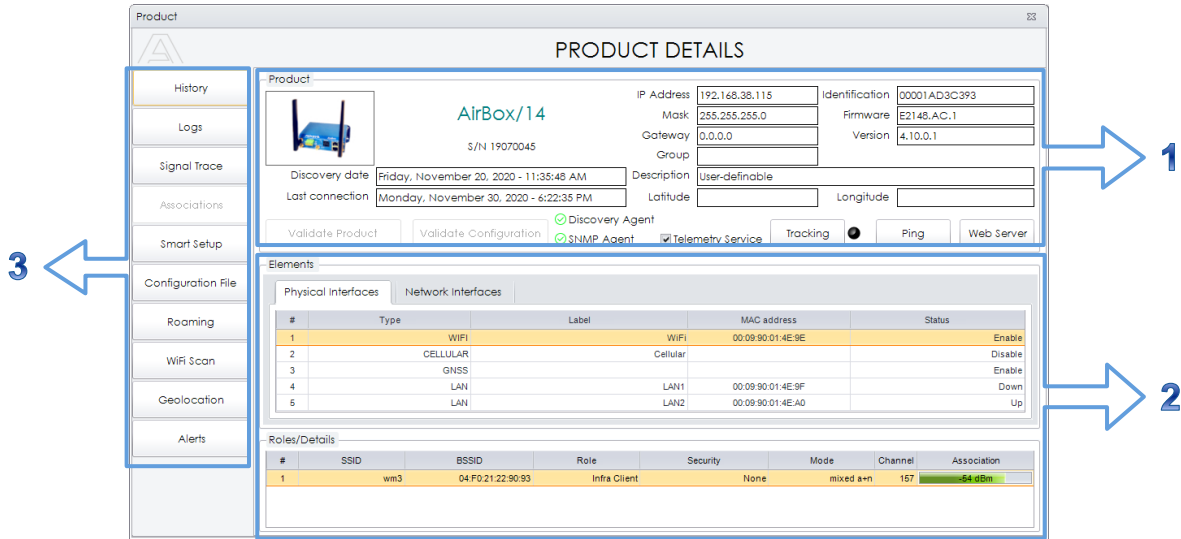 Product
PRODUCT DETAILS
History
Logs
Signal Trace
Associations
Smart Setup
Configuration File
Roaming
WiFi Scan
Geolocation
Alerts
3
Product
AirBox/14
S/N 19070045
IP Address 192.168.38.115 Identification 00001AD3C393
Mask 255.255.255.0 Firmware E2148.AC.1
Gateway 0.0.0.0 Version 4.10.0.1
Group
Discovery date Friday, November 20, 2020 - 11:35:48 AM Description User-definable
Last connection Monday, November 30, 2020 - 6:22:35 PM Latitude Longitude
Validate Product Validate Configuration
Discovery Agent
SNMP Agent Telemetry Service
Tracking Ping Web Server
1
Elements
Physical Interfaces Network Interfaces
# Type Label MAC address Status
1 WIFI WiFi 00:09:90:01:4E:9E Enable
2 CELLULAR Cellular Disable
3 GNSS Enable
4 LAN LAN1 00:09:90:01:4E:9F Down
5 LAN LAN2 00:09:90:01:4E:A0 Up
2
Roles/Details
# SSID BSSID Role Security Mode Channel Association
1 wm3 04:F0:21:22:90:93 Infra Client None mixed a+n 157 -54 dBm